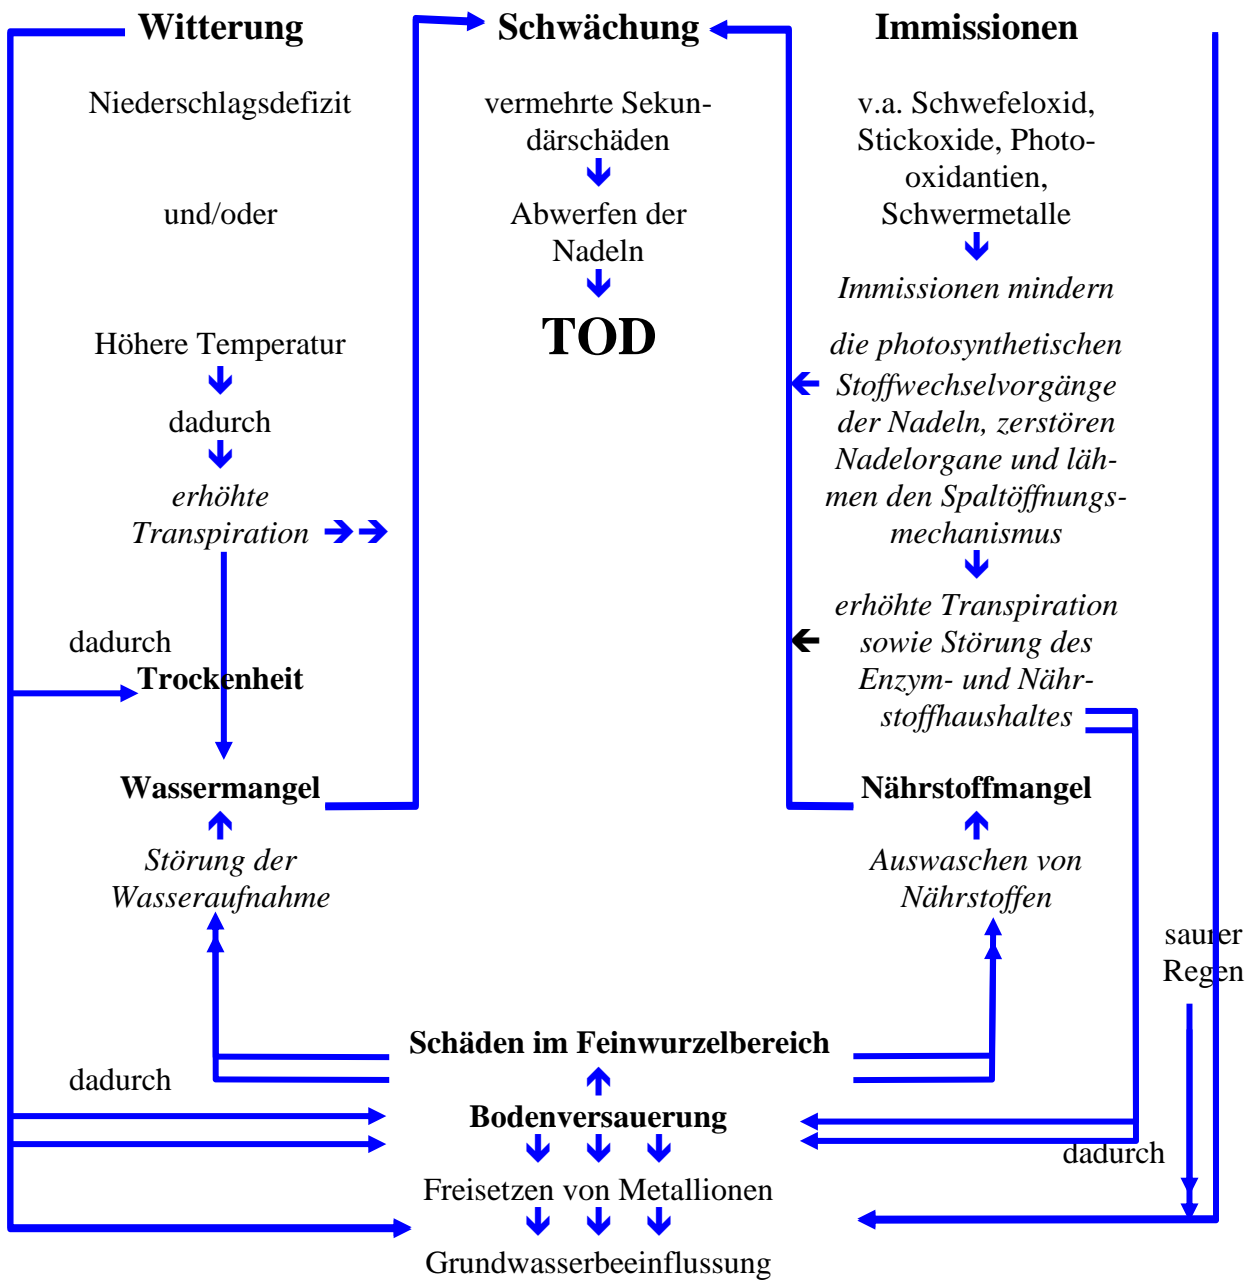 Witterung
Niederschlagsdefizit
und/oder
Höhere Temperatur
dadurch
erhöhte
Transpiration
dadurch
Trockenheit
Wassermangel
Störung der
Wasseraufnahme
Schwächung
vermehrte Sekun-
därschäden
Abwerfen der
Nadeln
TOD
Immissionen
v.a. Schwefeloxid,
Stickoxide, Photo-
oxidantien,
Schwermetalle
Immissionen mindern
die photosynthetischen
Stoffwechselvorgänge
der Nadeln, zerstören
Nadelorgane und läh-
men den Spaltöffnungs-
mechanismus
erhöhte Transpiration
sowie Störung des
Enzym- und Nähr-
stoffhaushaltes
Nährstoffmangel
Auswaschen von
Nährstoffen
saurer
Regen
Schäden im Feinwurzelbereich
dadurch
Bodenversauerung
dadurch
Freisetzen von Metallionen
Grundwasserbeeinflussung